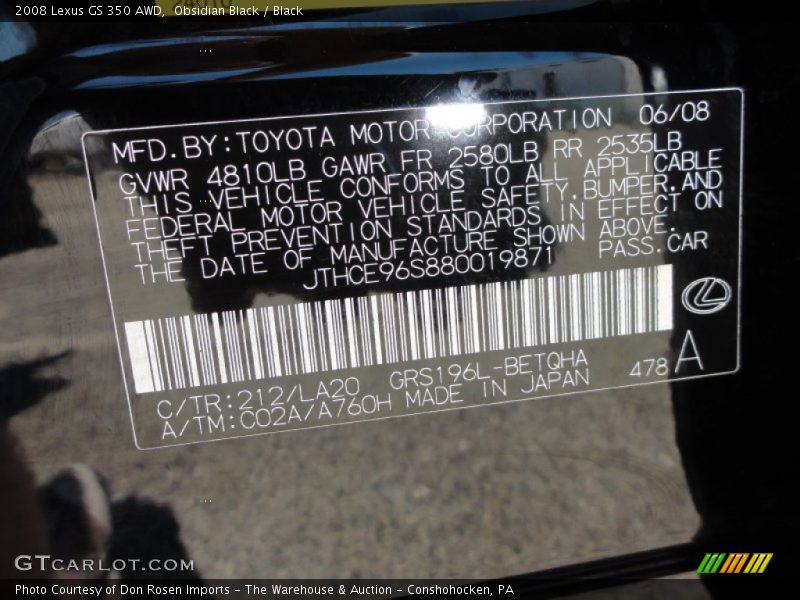 2008 Lexus GS 350 AWD, Obsidian Black / Black
MFD.BY:TOYOTA MOTOR CORPORATION 06/08
GVWR 4810LB GAWR FR 2580LB RR 2535LB
THIS VEHICLE CONFORMS TO ALL APPLICABLE
FEDERAL MOTOR VEHICLE SAFETY,BUMPER,AND
THEFT PREVENTION STANDARDS IN EFFECT ON
THE DATE OF MANUFACTURE SHOWN ABOVE.
JTHCE96S880019871 PASS.CAR
C/TR:212/LA20 GRS196L-BETQHA 478 A
A/TM:C02A/A760H MADE IN JAPAN
GTCARLOT.COM
Photo Courtesy of Don Rosen Imports - The Warehouse & Auction - Conshohocken, PA